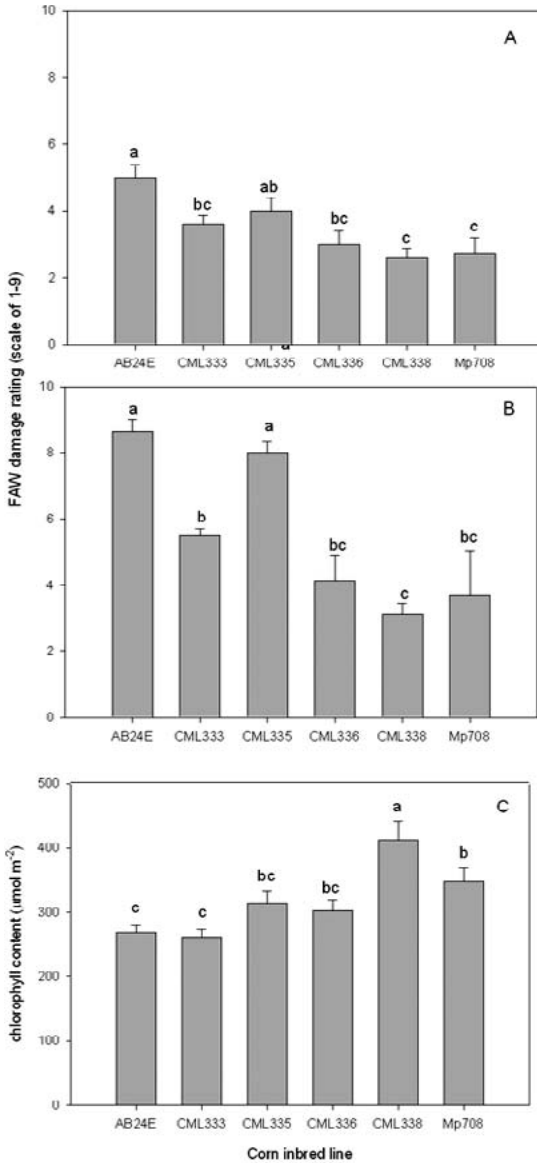 A
FAW damage rating (scale of 1-9)
10
8
6
4
2
0
a
bc
ab
bc
c
c
AB24E CML333 CML335 CML336 CML338 Mp708
B
10
8
6
4
2
0
a
b
a
bc
c
bc
AB24E CML333 CML335 CML336 CML338 Mp708
C
chlorophyll content (umol m-2)
500
400
300
200
100
0
c
c
bc
bc
a
b
AB24E CML333 CML335 CML336 CML338 Mp708
Corn inbred line